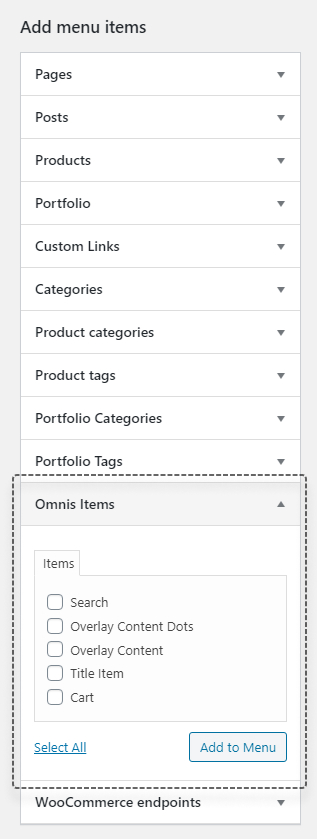 Add menu items
Pages
Posts
Products
Portfolio
Custom Links
Categories
Product categories
Product tags
Portfolio Categories
Portfolio Tags
Omnis Items
Items
Search
Overlay Content Dots
Overlay Content
Title Item
Cart
Select All
Add to Menu
WooCommerce endpoints